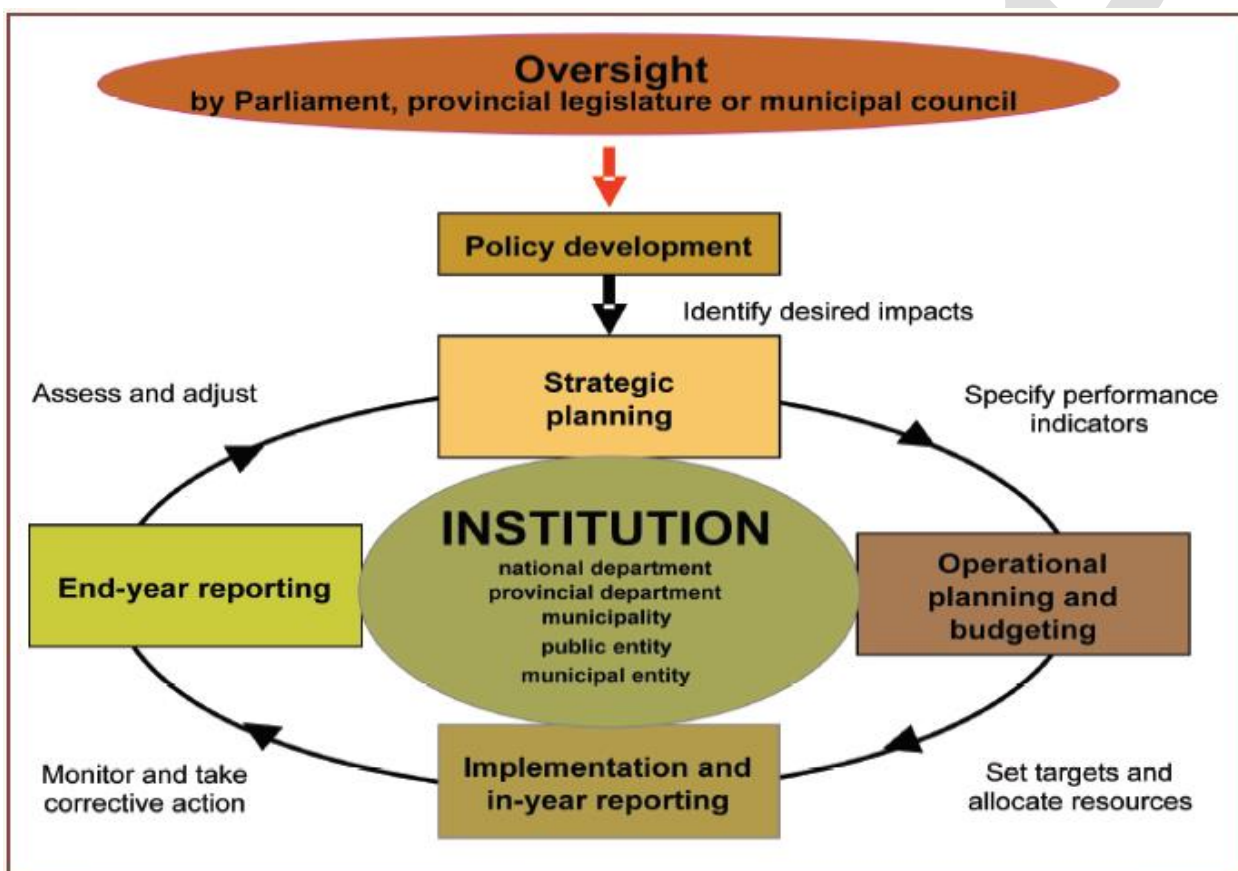 Oversight
by Parliament, provincial legislature or municipal council
Policy development
Identify desired impacts
Strategic
planning
Assess and adjust
Specify performance
indicators
INSTITUTION
national department
provincial department
municipality
public entity
municipal entity
End-year reporting
Operational
planning and
budgeting
Implementation and
in-year reporting
Monitor and take
corrective action
Set targets and
allocate resources